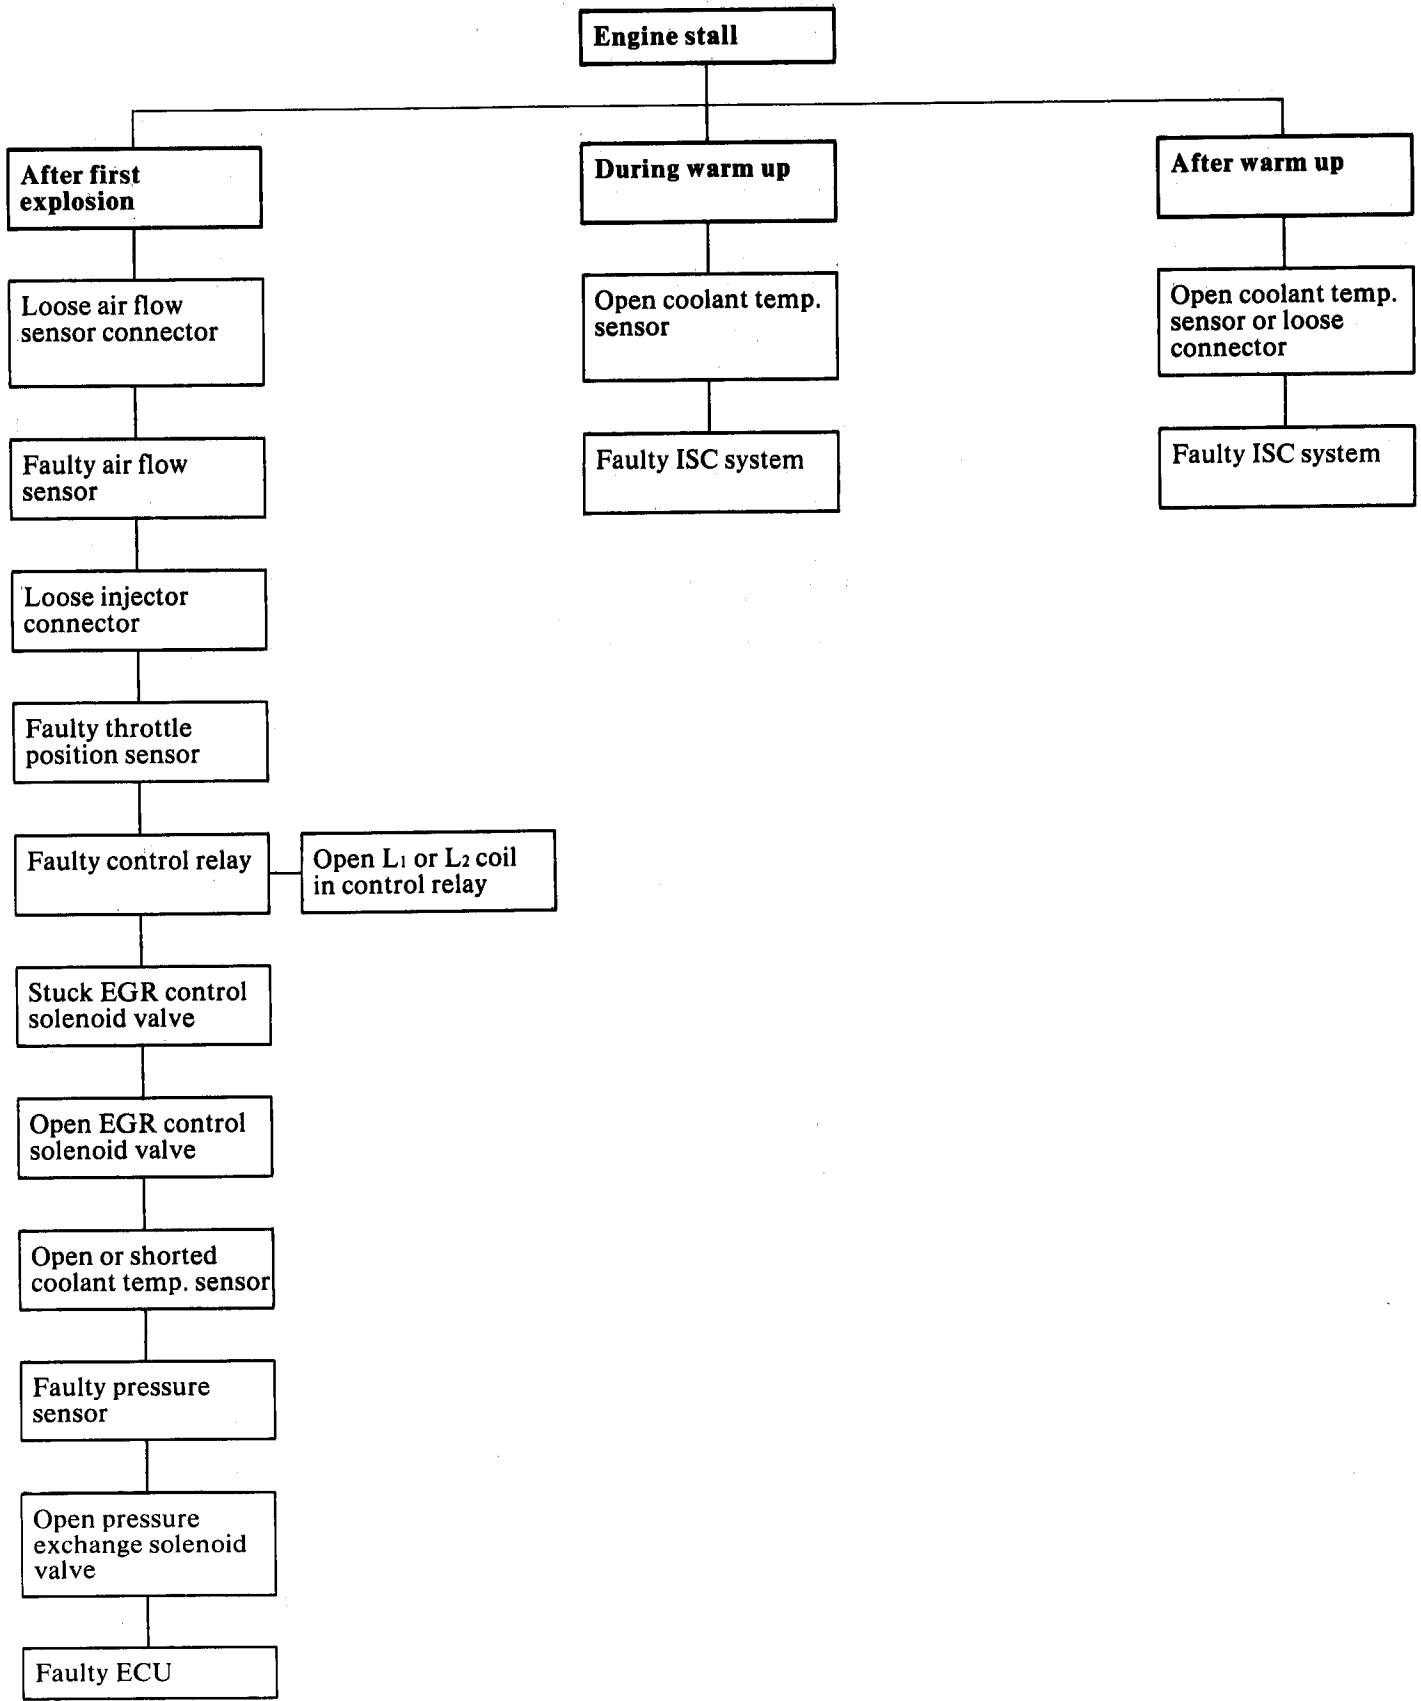 Engine stall
After first
explosion
Loose air flow
sensor connector
Faulty air flow
sensor
Loose injector
connector
Faulty throttle
position sensor
Faulty control relay
Open L1 or L2 coil
in control relay
Stuck EGR control
solenoid valve
Open EGR control
solenoid valve
Open or shorted
coolant temp. sensor
Faulty pressure
sensor
Open pressure
exchange solenoid
valve
Faulty ECU
During warm up
Open coolant temp.
sensor
Faulty ISC system
After warm up
Open coolant temp.
sensor or loose
connector
Faulty ISC system